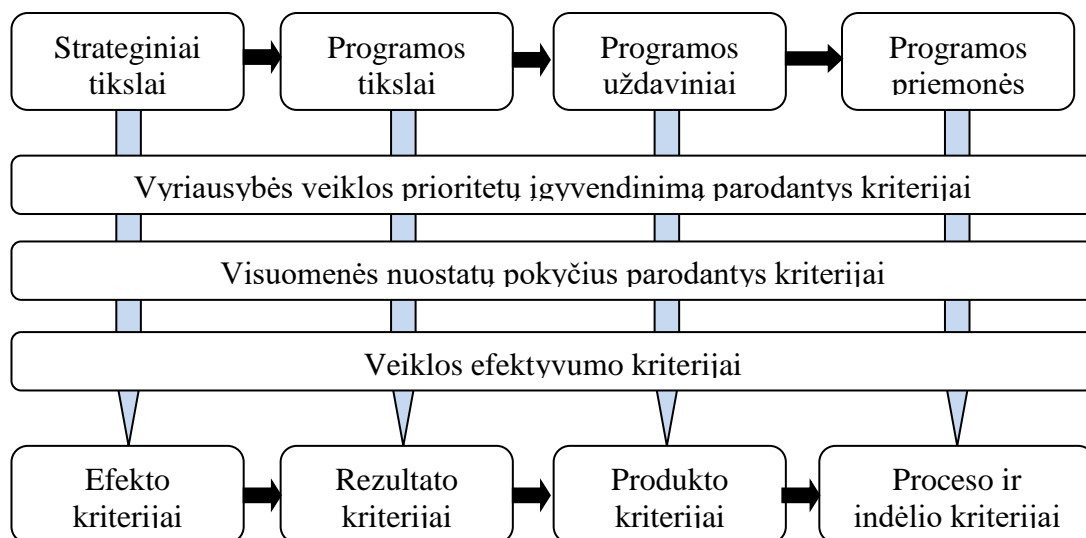 Strateginiai
tikslai
Programos
tikslai
Programos
uždaviniai
Programos
priemonės
Vyriausybės veiklos prioritetų įgyvendinimą parodantys kriterijai
Visuomenės nuostatų pokyčius parodantys kriterijai
Veiklos efektyvumo kriterijai
Efekto
kriterijai
Rezultato
kriterijai
Produkto
kriterijai
Proceso ir
indėlio kriterijai